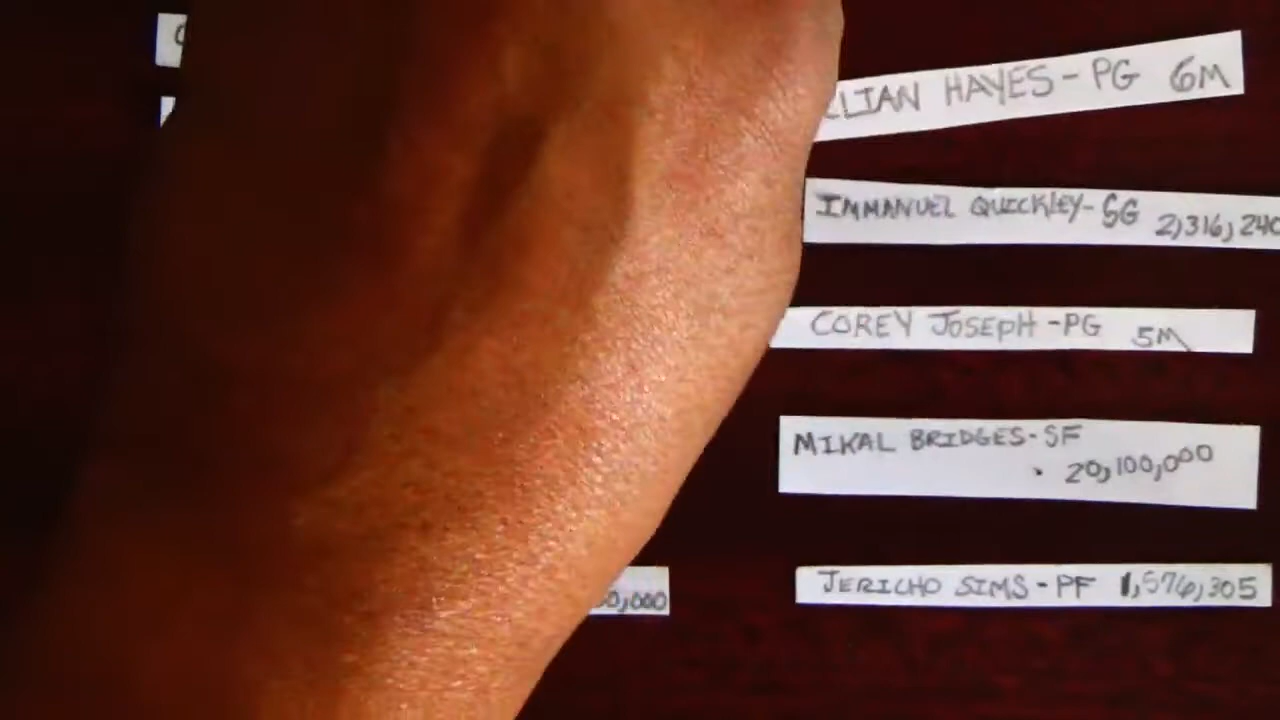 LIAN HAYES-PG 6M
IMMANUEL QUICKLEY-SG 2,316,240
COREY JOSEPH-PG 5M
MIKAL BRIDGES-SF
20,100,000
0,000
JERICHO SIMS-PF 1,576,305